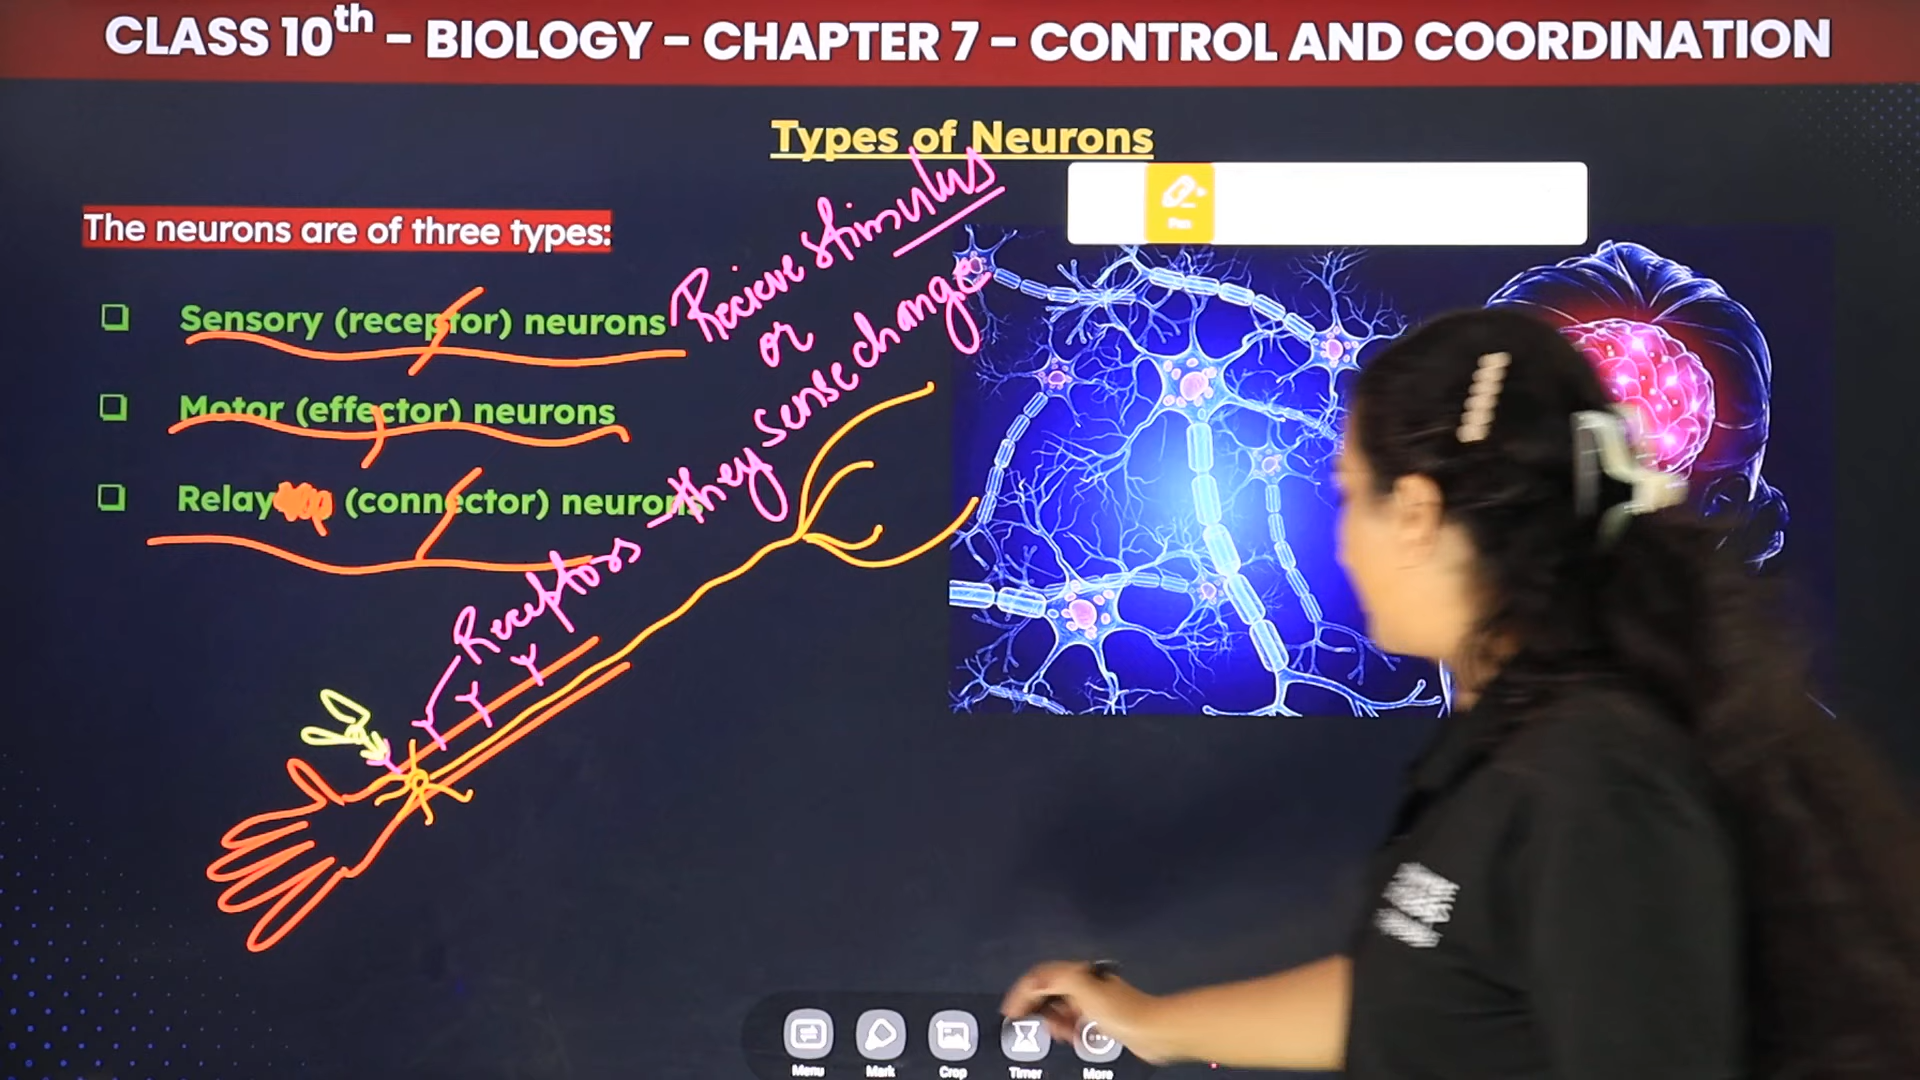 CLASS 10th - BIOLOGY - CHAPTER 7 - CONTROL AND COORDINATION
Types of Neurons
Pen
The neurons are of three types:
Sensory (receptor) neurons
Motor (effector) neurons
Relay (connector) neurons
Recieve stimulus
or
Receptors - they sense change
Menu
Mark
Crop
Timer
More